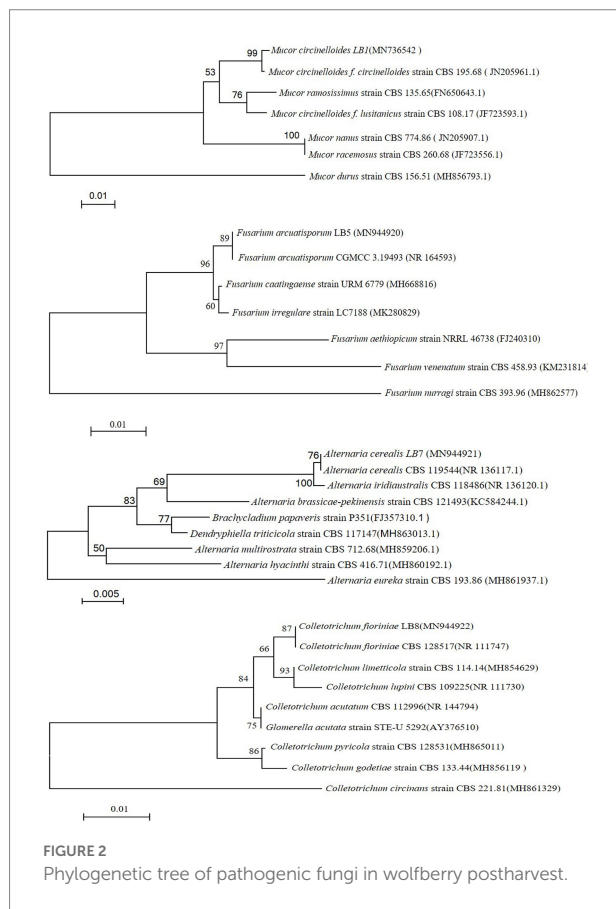 99
Mucor circinelloides LB1(MN736542 )
53
Mucor circinelloides f. circinelloides strain CBS 195.68 ( JN205961.1)
76
Mucor ramosissimus strain CBS 135.65(FN650643.1)
Mucor circinelloides f. lusitanicus strain CBS 108.17 (JF723593.1)
100
Mucor nanus strain CBS 774.86 ( JN205907.1)
Mucor racemosus strain CBS 260.68 (JF723556.1)
Mucor durus strain CBS 156.51 (MH856793.1)
0.01
89
Fusarium arcuatisporum LB5 (MN944920)
96
Fusarium arcuatisporum CGMCC 3.19493 (NR 164593)
Fusarium caatingaense strain URM 6779 (MH668816)
60
Fusarium irregulare strain LC7188 (MK280829)
Fusarium aethiopicum strain NRRL 46738 (FJ240310)
97
Fusarium venenatum strain CBS 458.93 (KM231814)
Fusarium nurragi strain CBS 393.96 (MH862577)
0.01
76
Alternaria cerealis LB7 (MN944921)
Alternaria cerealis CBS 119544(NR 136117.1)
69
100
Alternaria iridiaustralis CBS 118486(NR 136120.1)
83
Alternaria brassicae-pekinensis strain CBS 121493(KC584244.1)
77
Brachycladium papaveris strain P351(FJ357310.1)
Dendryphiella triticicola strain CBS 117147(MH863013.1)
50
Alternaria multirostrata strain CBS 712.68(MH859206.1)
Alternaria hyacinthi strain CBS 416.71(MH860192.1)
Alternaria eureka strain CBS 193.86 (MH861937.1)
0.005
87
Colletotrichum fioriniae LB8(MN944922)
66
Colletotrichum fioriniae CBS 128517(NR 111747)
93
Colletotrichum limetticola strain CBS 114.14(MH854629)
84
Colletotrichum lupini CBS 109225(NR 111730)
Colletotrichum acutatum CBS 112996(NR 144794)
75
Glomerella acutata strain STE-U 5292(AY376510)
86
Colletotrichum pyricola strain CBS 128531(MH865011)
Colletotrichum godetiae strain CBS 133.44(MH856119 )
Colletotrichum circinans strain CBS 221.81(MH861329)
0.01
FIGURE 2
Phylogenetic tree of pathogenic fungi in wolfberry postharvest.